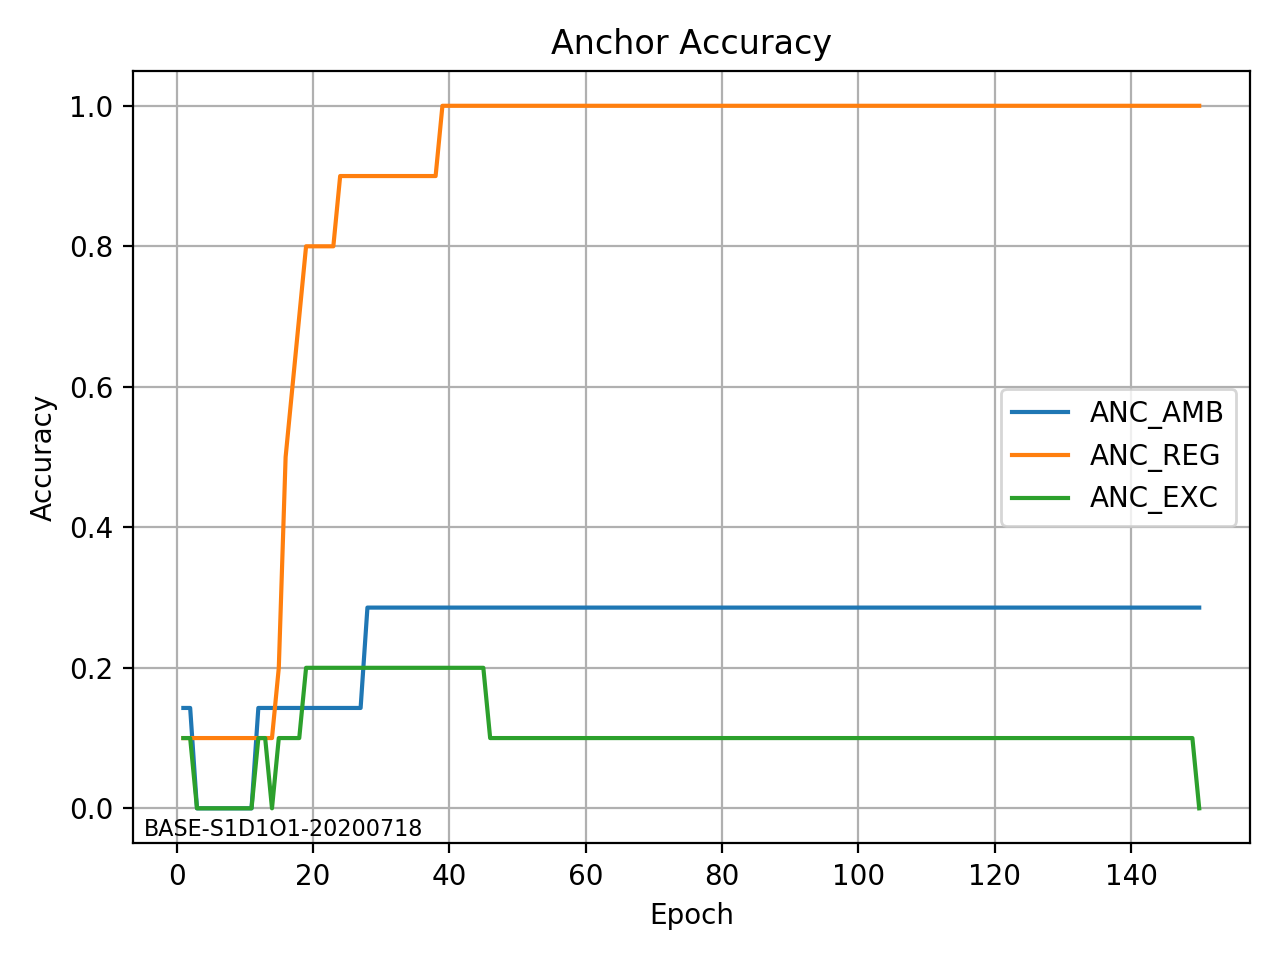 Anchor Accuracy
1.0
0.8
0.6
0.4
0.2
0.0
Accuracy
ANC_AMB
ANC_REG
ANC_EXC
BASE-S1D1O1-20200718
0 20 40 60 80 100 120 140
Epoch